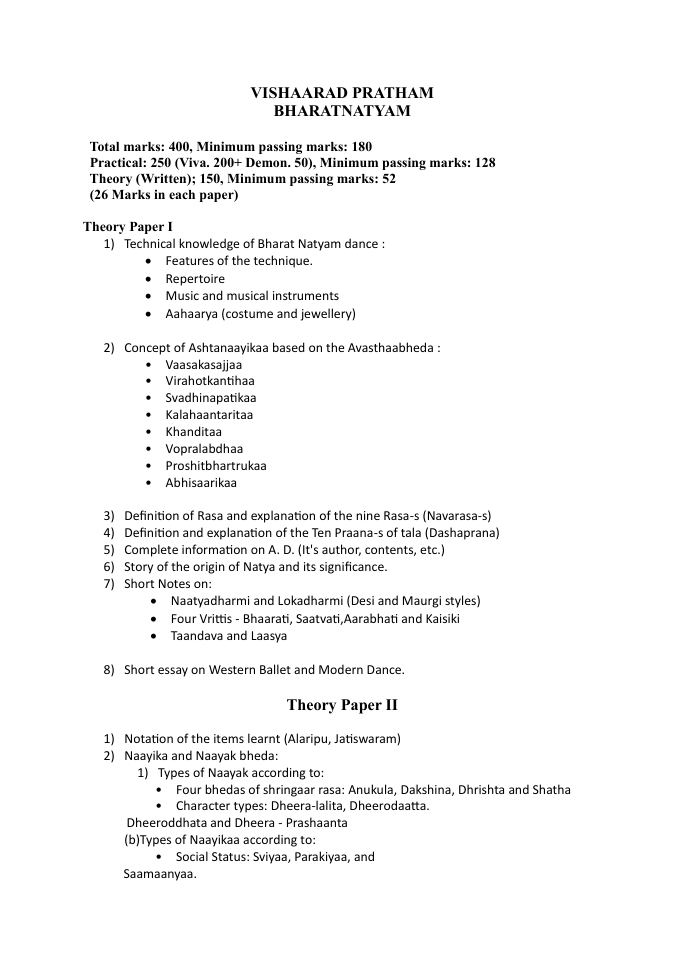 VISHAARAD PRATHAM
BHARATNATYAM
Total marks: 400, Minimum passing marks: 180
Practical: 250 (Viva. 200+ Demon. 50), Minimum passing marks: 128
Theory (Written); 150, Minimum passing marks: 52
(26 Marks in each paper)
Theory Paper I
1) Technical knowledge of Bharat Natyam dance :
• Features of the technique.
• Repertoire
• Music and musical instruments
• Aahaarya (costume and jewellery)
2) Concept of Ashtanaayikaa based on the Avasthaabheda :
• Vaasakasajjaa
• Virahotkantihaa
• Svadhinapatikaa
• Kalahaantaritaa
• Khanditaa
• Vopralabdhaa
• Proshitbhartrukaa
• Abhisaarikaa
3) Definition of Rasa and explanation of the nine Rasa-s (Navarasa-s)
4) Definition and explanation of the Ten Praana-s of tala (Dashaprana)
5) Complete information on A. D. (It's author, contents, etc.)
6) Story of the origin of Natya and its significance.
7) Short Notes on:
• Naatyadharmi and Lokadharmi (Desi and Maurgi styles)
• Four Vrittis - Bhaarati, Saatvati,Aarabhati and Kaisiki
• Taandava and Laasya
8) Short essay on Western Ballet and Modern Dance.
Theory Paper II
1) Notation of the items learnt (Alaripu, Jatiswaram)
2) Naayika and Naayak bheda:
1) Types of Naayak according to:
• Four bhedas of shringaar rasa: Anukula, Dakshina, Dhrishta and Shatha
• Character types: Dheera-lalita, Dheerodaatta.
Dheeroddhata and Dheera - Prashaanta
(b)Types of Naayikaa according to:
• Social Status: Sviyaa, Parakiyaa, and
Saamaanyaa.